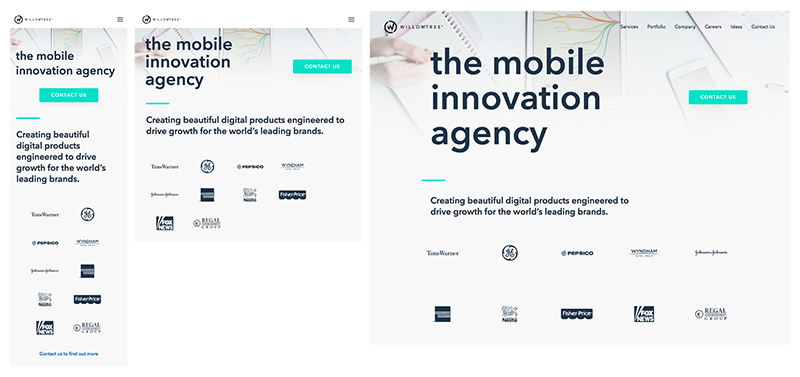 WILLOWTREE®
the mobile
innovation agency
CONTACT US
Creating beautiful
digital products
engineered to drive
growth for the world's
leading brands.
TimeWarner
GE
PEPSICO
WYNDHAM
Johnson & Johnson
Nestlé
Fisher-Price
FOX
NEWS
REGAL
ENTERTAINMENT
GROUP
Contact us to find out more
WILLOWTREE®
the mobile
innovation
agency
CONTACT US
Creating beautiful digital products engineered to
drive growth for the world's leading brands.
TimeWarner
GE
PEPSICO
WYNDHAM
Johnson & Johnson
Nestlé
Fisher-Price
FOX
NEWS
REGAL
ENTERTAINMENT
GROUP
WILLOWTREE®
Services Portfolio Company Careers Ideas Contact Us
the mobile
innovation
agency
CONTACT US
Creating beautiful digital products engineered to
drive growth for the world's leading brands.
TimeWarner
GE
PEPSICO
WYNDHAM
HOTEL GROUP
Johnson & Johnson
Nestlé
Fisher-Price
FOX
NEWS
REGAL
ENTERTAINMENT
GROUP